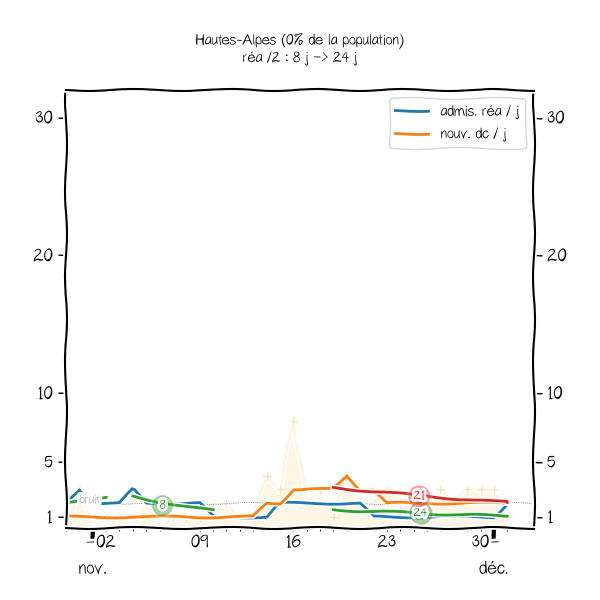 Hautes-Alpes (0% de la population)
réa /2 : 8 j -> 24 j
admis. réa / j
nouv. dc / j
30 30
20 20
10 10
5 5
bruit
8
21
24
1 1
02 09 16 23 30
nov. déc.